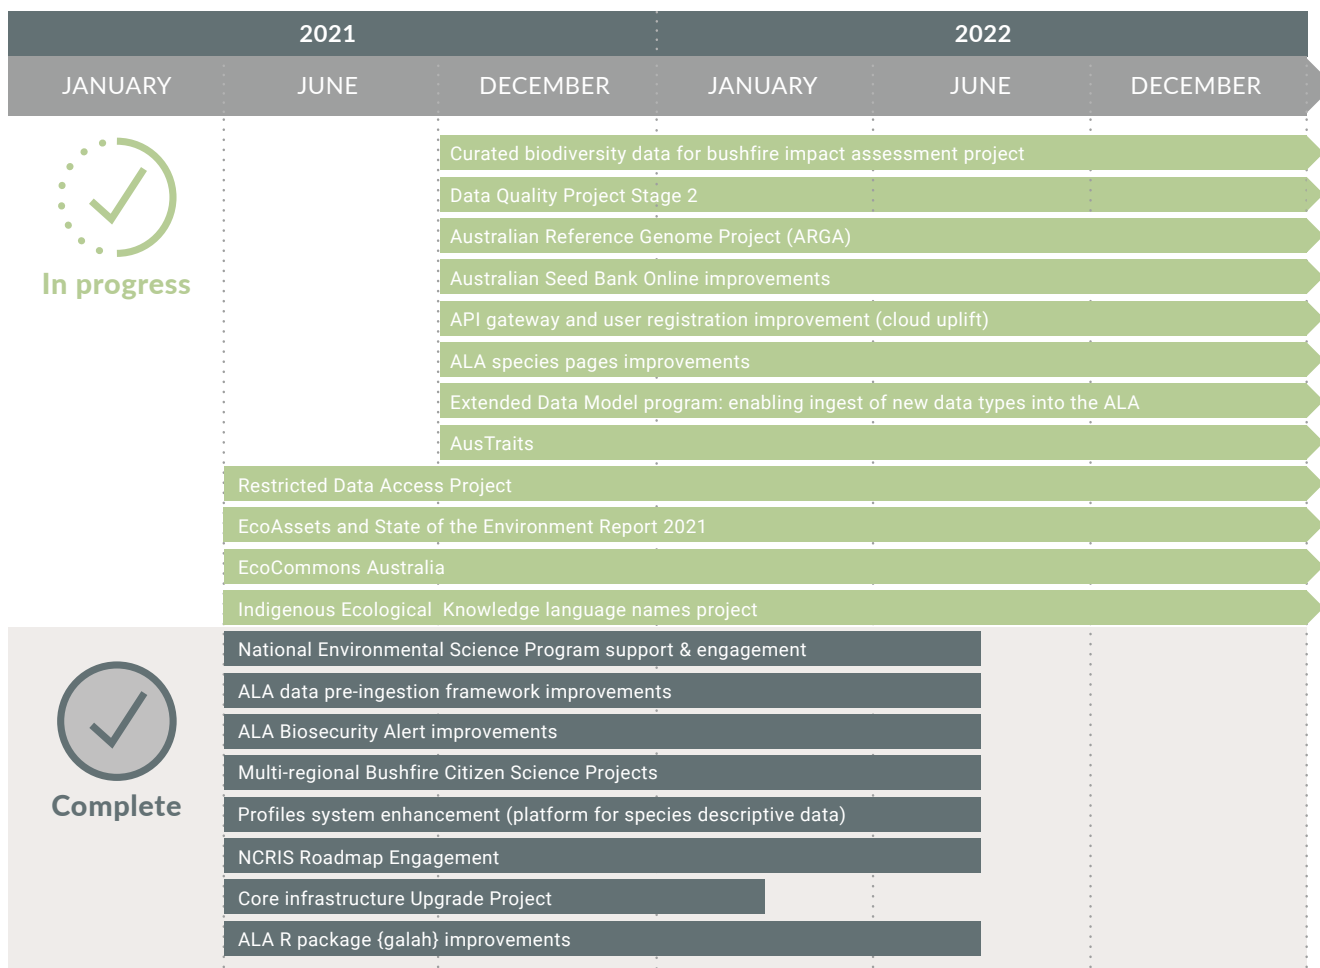 2021
2022
JANUARY
JUNE
DECEMBER
JANUARY
JUNE
DECEMBER
In progress
Curated biodiversity data for bushfire impact assessment project
Data Quality Project Stage 2
Australian Reference Genome Project (ARGA)
Australian Seed Bank Online improvements
API gateway and user registration improvement (cloud uplift)
ALA species pages improvements
Extended Data Model program: enabling ingest of new data types into the ALA
AusTraits
Restricted Data Access Project
EcoAssets and State of the Environment Report 2021
EcoCommons Australia
Indigenous Ecological Knowledge language names project
Complete
National Environmental Science Program support & engagement
ALA data pre-ingestion framework improvements
ALA Biosecurity Alert improvements
Multi-regional Bushfire Citizen Science Projects
Profiles system enhancement (platform for species descriptive data)
NCRIS Roadmap Engagement
Core infrastructure Upgrade Project
ALA R package {galah} improvements